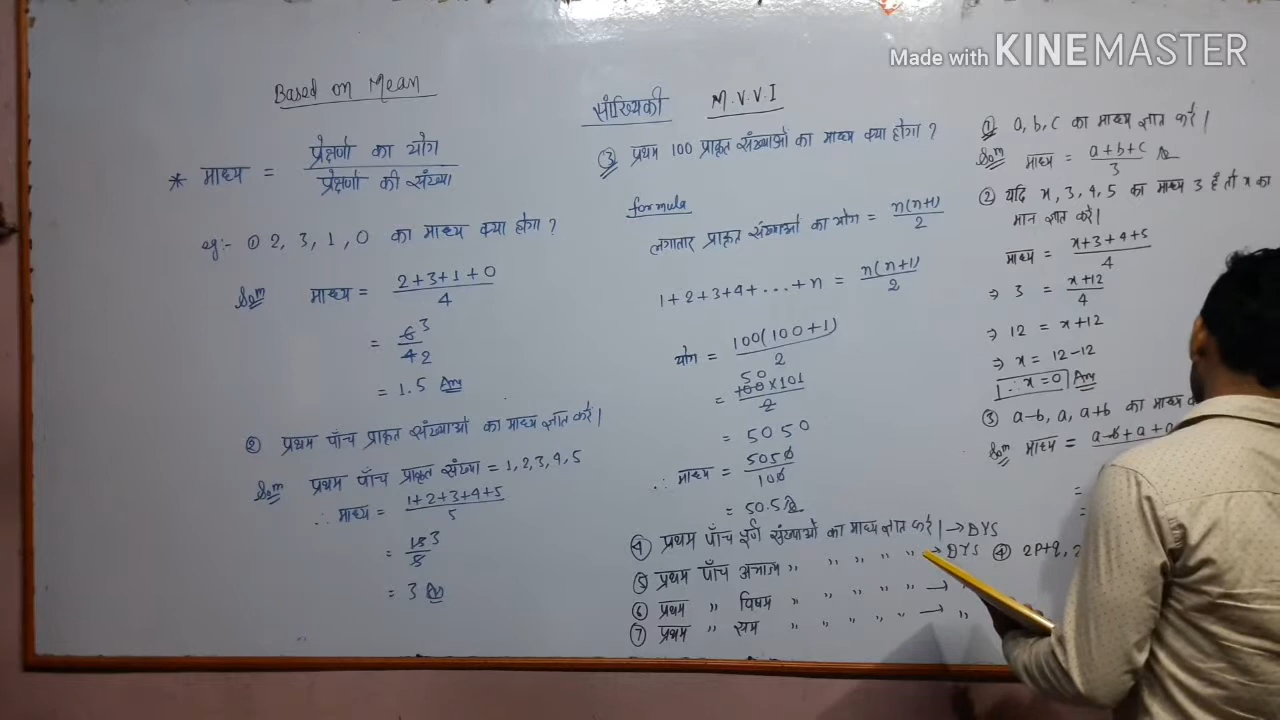 Made with KINEMASTER
Based on Mean
* माध्य = प्रेक्षणों का योग / प्रेक्षणों की संख्या
eg:- ① 2, 3, 1, 0 का माध्य क्या होगा ?
Solⁿ माध्य = 2+3+1+0 / 4
= 6 3 / 4 2
= 1.5 Ans
② प्रथम पाँच प्राकृत संख्याओं का माध्य ज्ञात करें।
Solⁿ प्रथम पाँच प्राकृत संख्या = 1, 2, 3, 4, 5
∴ माध्य = 1+2+3+4+5 / 5
= 15 3 / 5
= 3 Ans
सांख्यिकी M.V.V.I
③ प्रथम 100 प्राकृत संख्याओं का माध्य क्या होगा ?
formula
लगातार प्राकृत संख्याओं का योग = n(n+1) / 2
1+2+3+4+...+n = n(n+1) / 2
योग = 100(100+1) / 2
= 50 100×101 / 2
= 5050
∴ माध्य = 5050 / 100
= 50.5
④ प्रथम पाँच पूर्ण संख्याओं का माध्य ज्ञात करें। → DYS
⑤ प्रथम पाँच अभाज्य " " " " " → DYS
⑥ प्रथम " विषम " " " " " → "
⑦ प्रथम " सम " " " " " → "
① a, b, c का माध्य ज्ञात करें।
Solⁿ माध्य = a+b+c / 3
② यदि x, 3, 4, 5 का माध्य 3 है तो x का
मान ज्ञात करें।
माध्य = x+3+4+5 / 4
⇒ 3 = x+12 / 4
⇒ 12 = x+12
⇒ x = 12-12
∴ x=0 Ans
③ a-b, a, a+b का माध्य
Solⁿ माध्य = a-b+a+a
=
=
④ 2p+q,